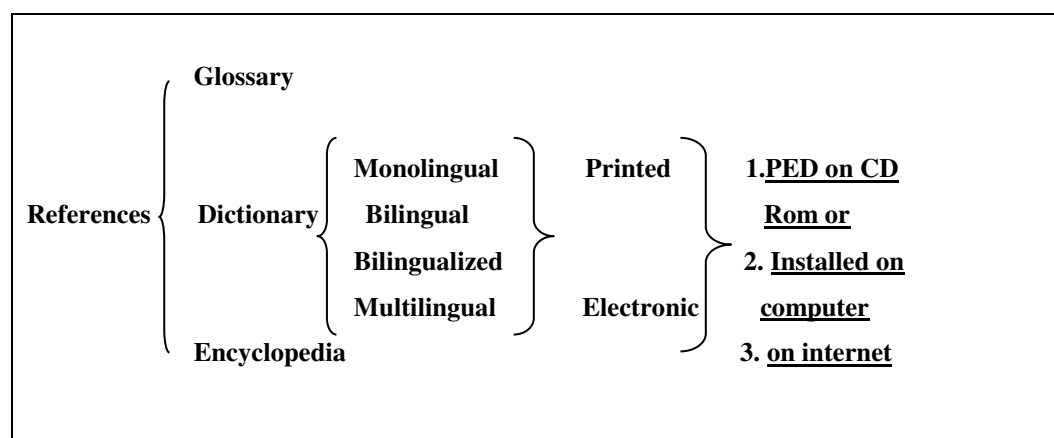 Glossary
Monolingual Printed 1.PED on CD
References Dictionary Bilingual Rom or
Bilingualized 2. Installed on
Multilingual Electronic computer
Encyclopedia 3. on internet